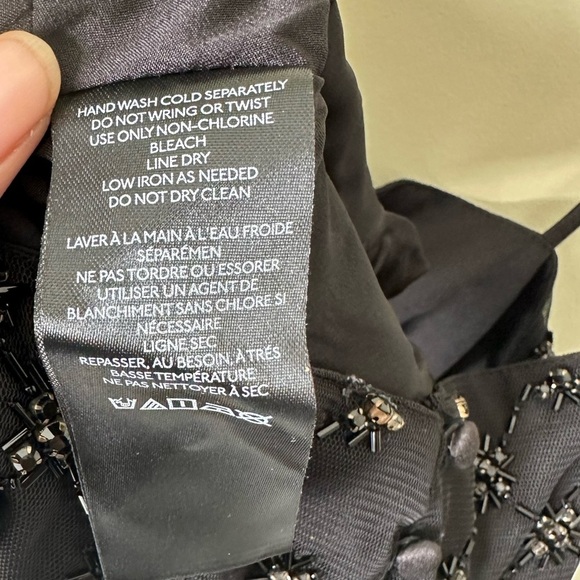 HAND WASH COLD SEPARATELY
DO NOT WRING OR TWIST
USE ONLY NON-CHLORINE
BLEACH
LINE DRY
LOW IRON AS NEEDED
DO NOT DRY CLEAN
LAVER À LA MAIN À L'EAU FROIDE
SÉPARÉMEN
NE PAS TORDRE OU ESSORER
UTILISER UN AGENT DE
BLANCHIMENT SANS CHLORE SI
NÉCESSAIRE
LIGNE SEC
REPASSER, AU BESOIN, À TRÉS
BASSE TEMPÉRATURE
NE PAS NETTOYER À SEC